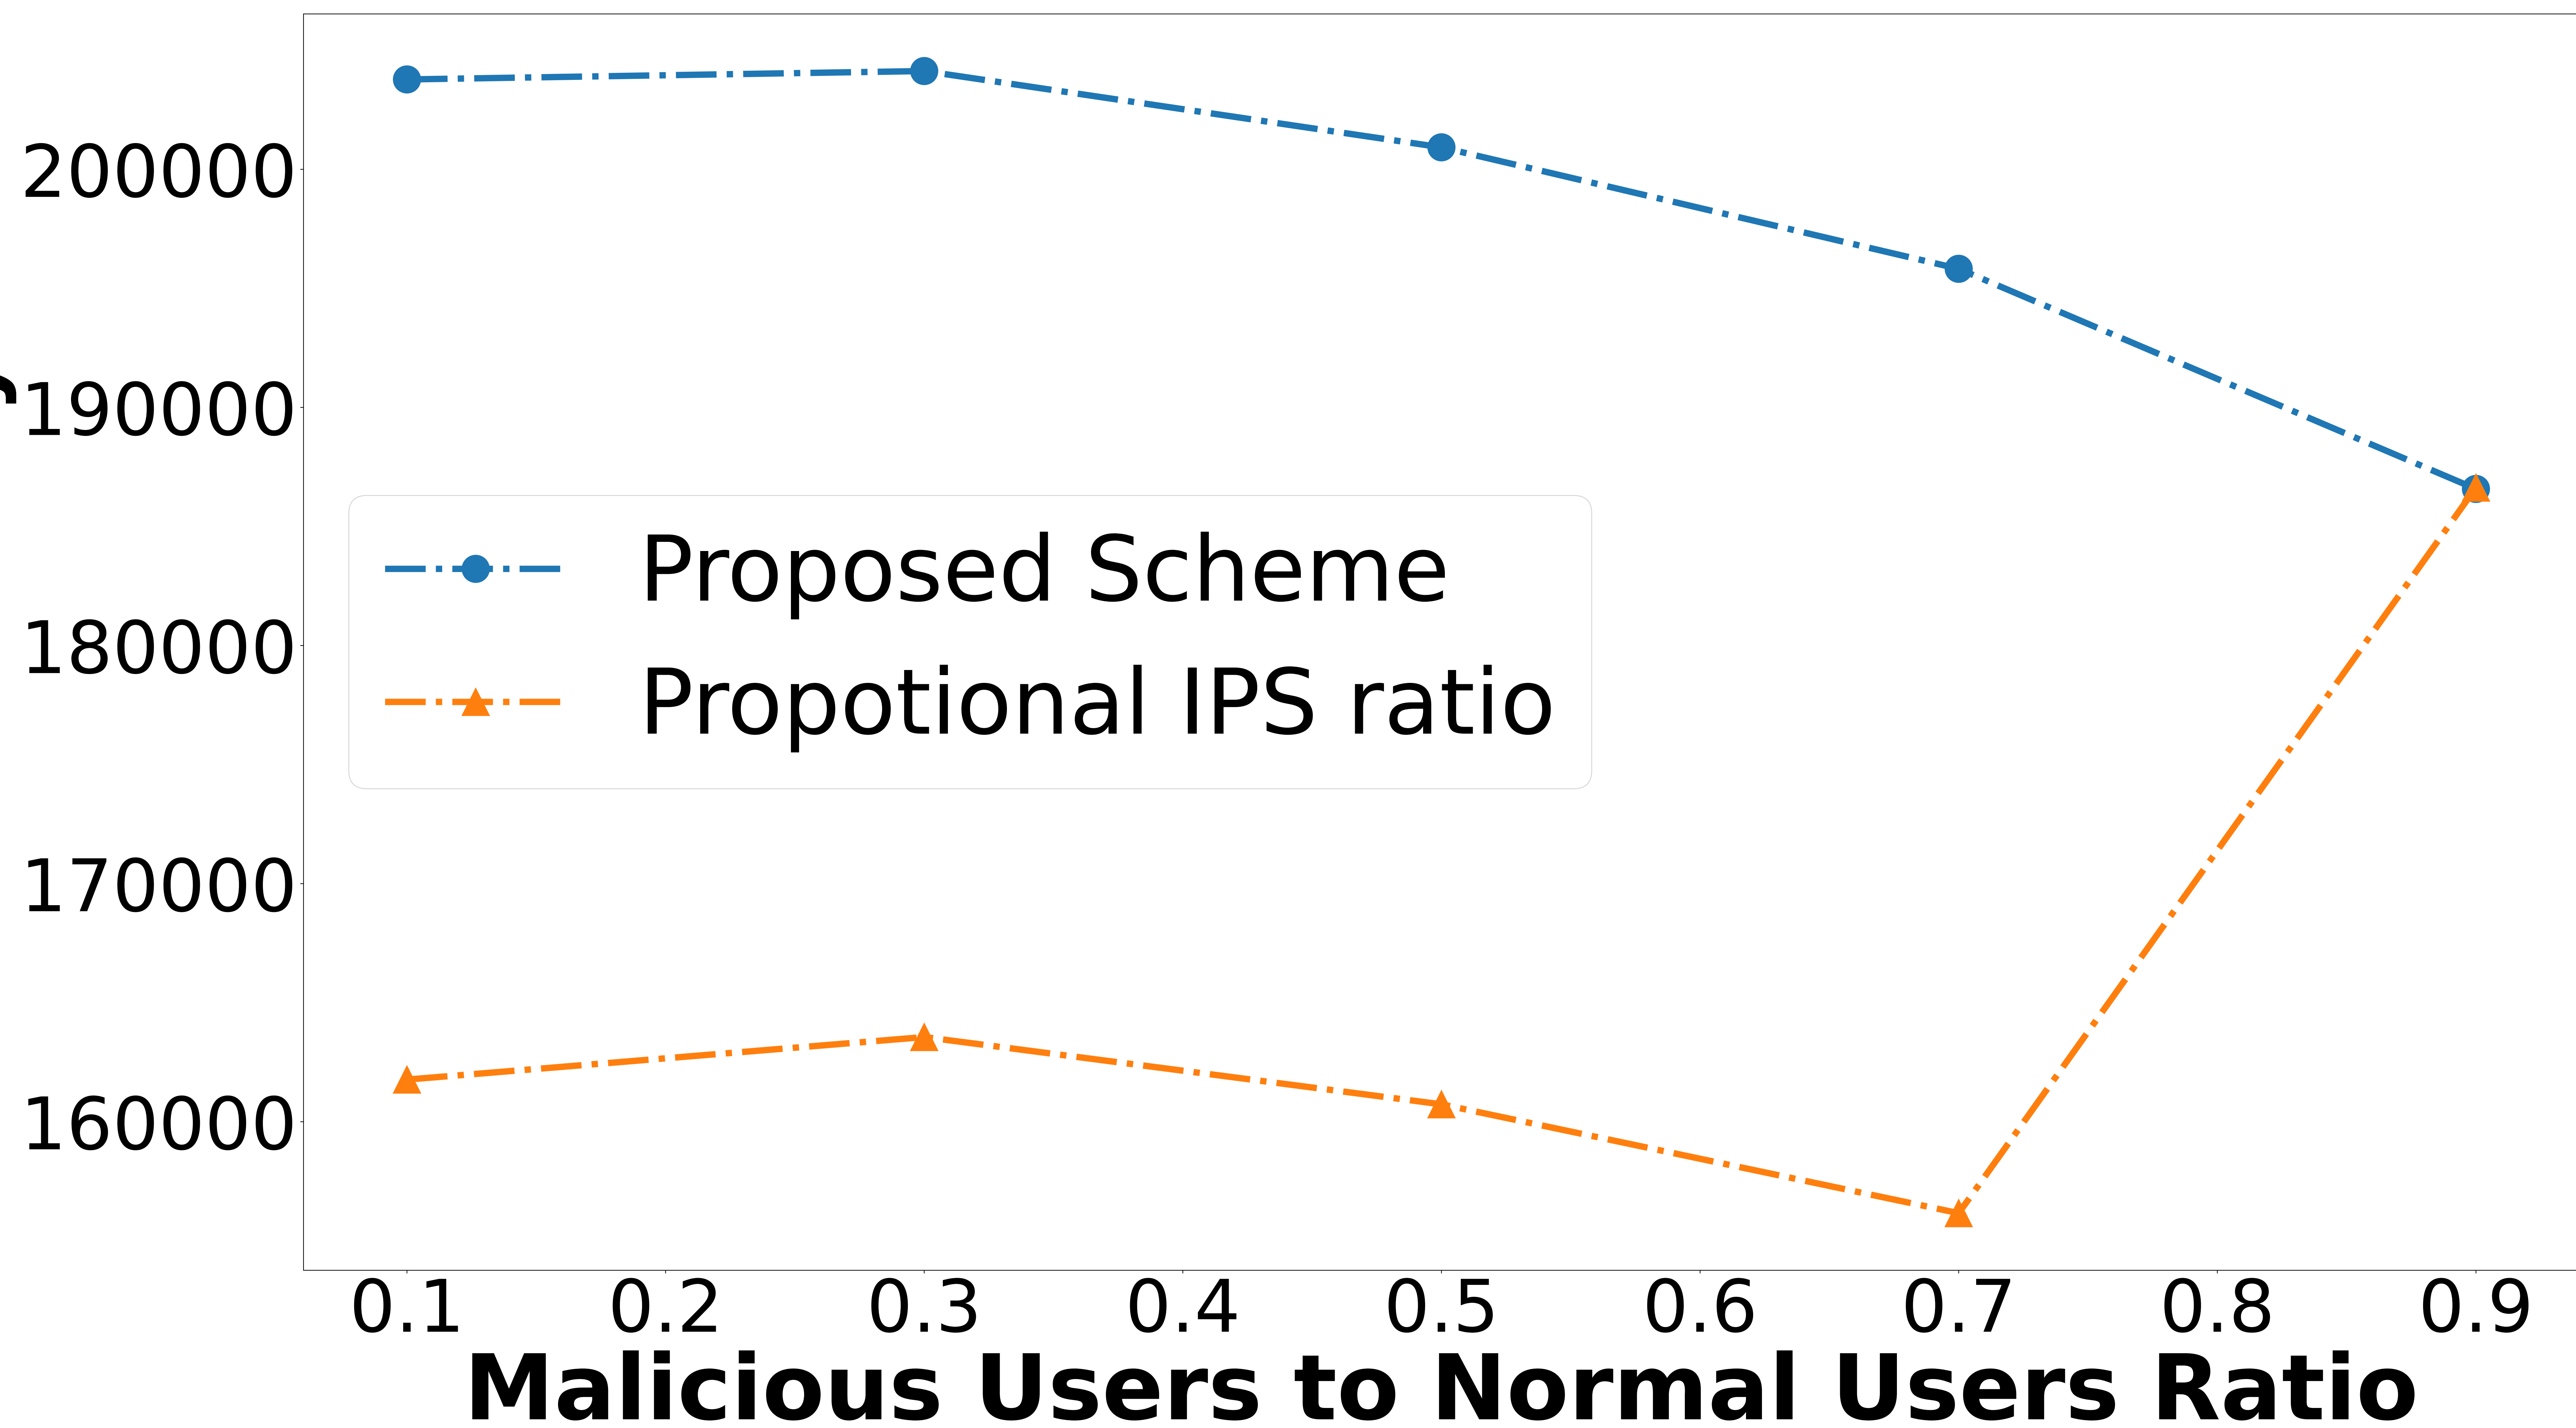 200000
190000
180000
170000
160000
Proposed Scheme
Propotional IPS ratio
0.1 0.2 0.3 0.4 0.5 0.6 0.7 0.8 0.9
Malicious Users to Normal Users Ratio